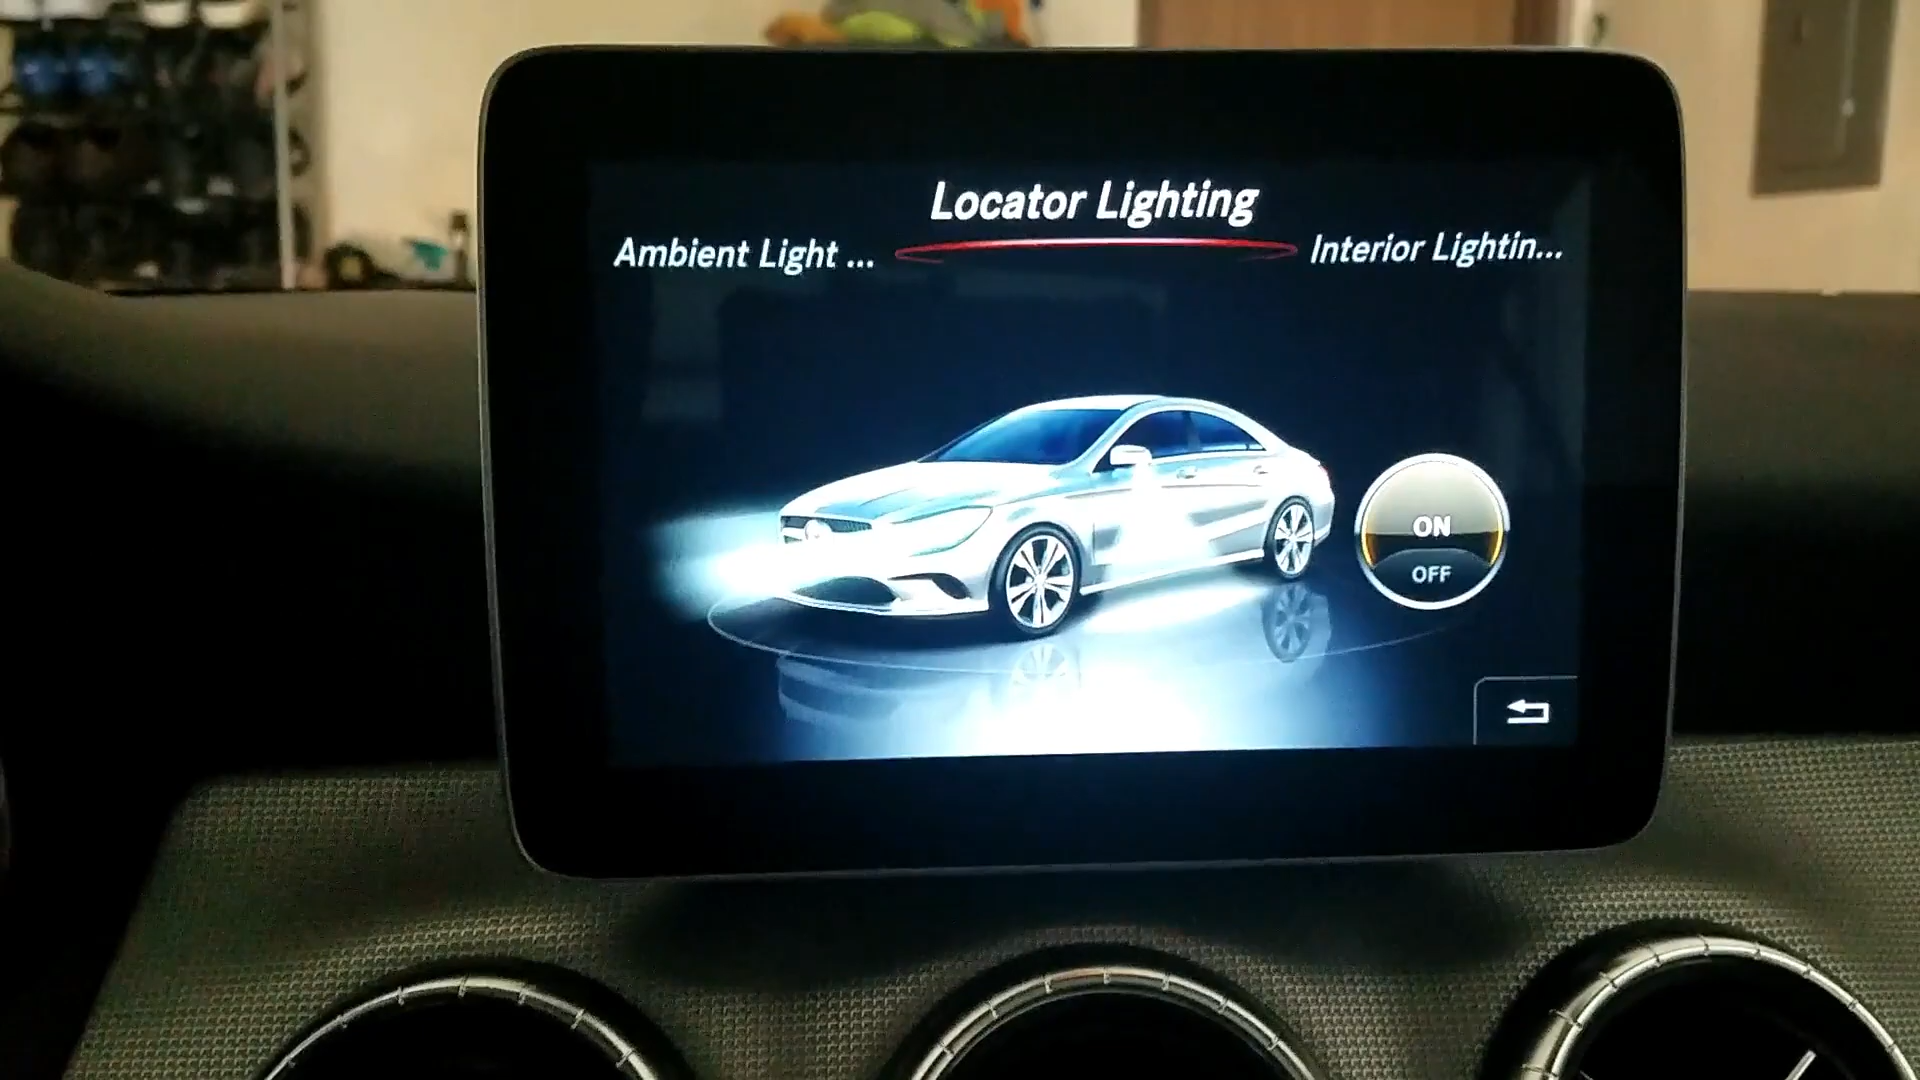 Locator Lighting
Ambient Light ...
Interior Lightin...
ON
OFF